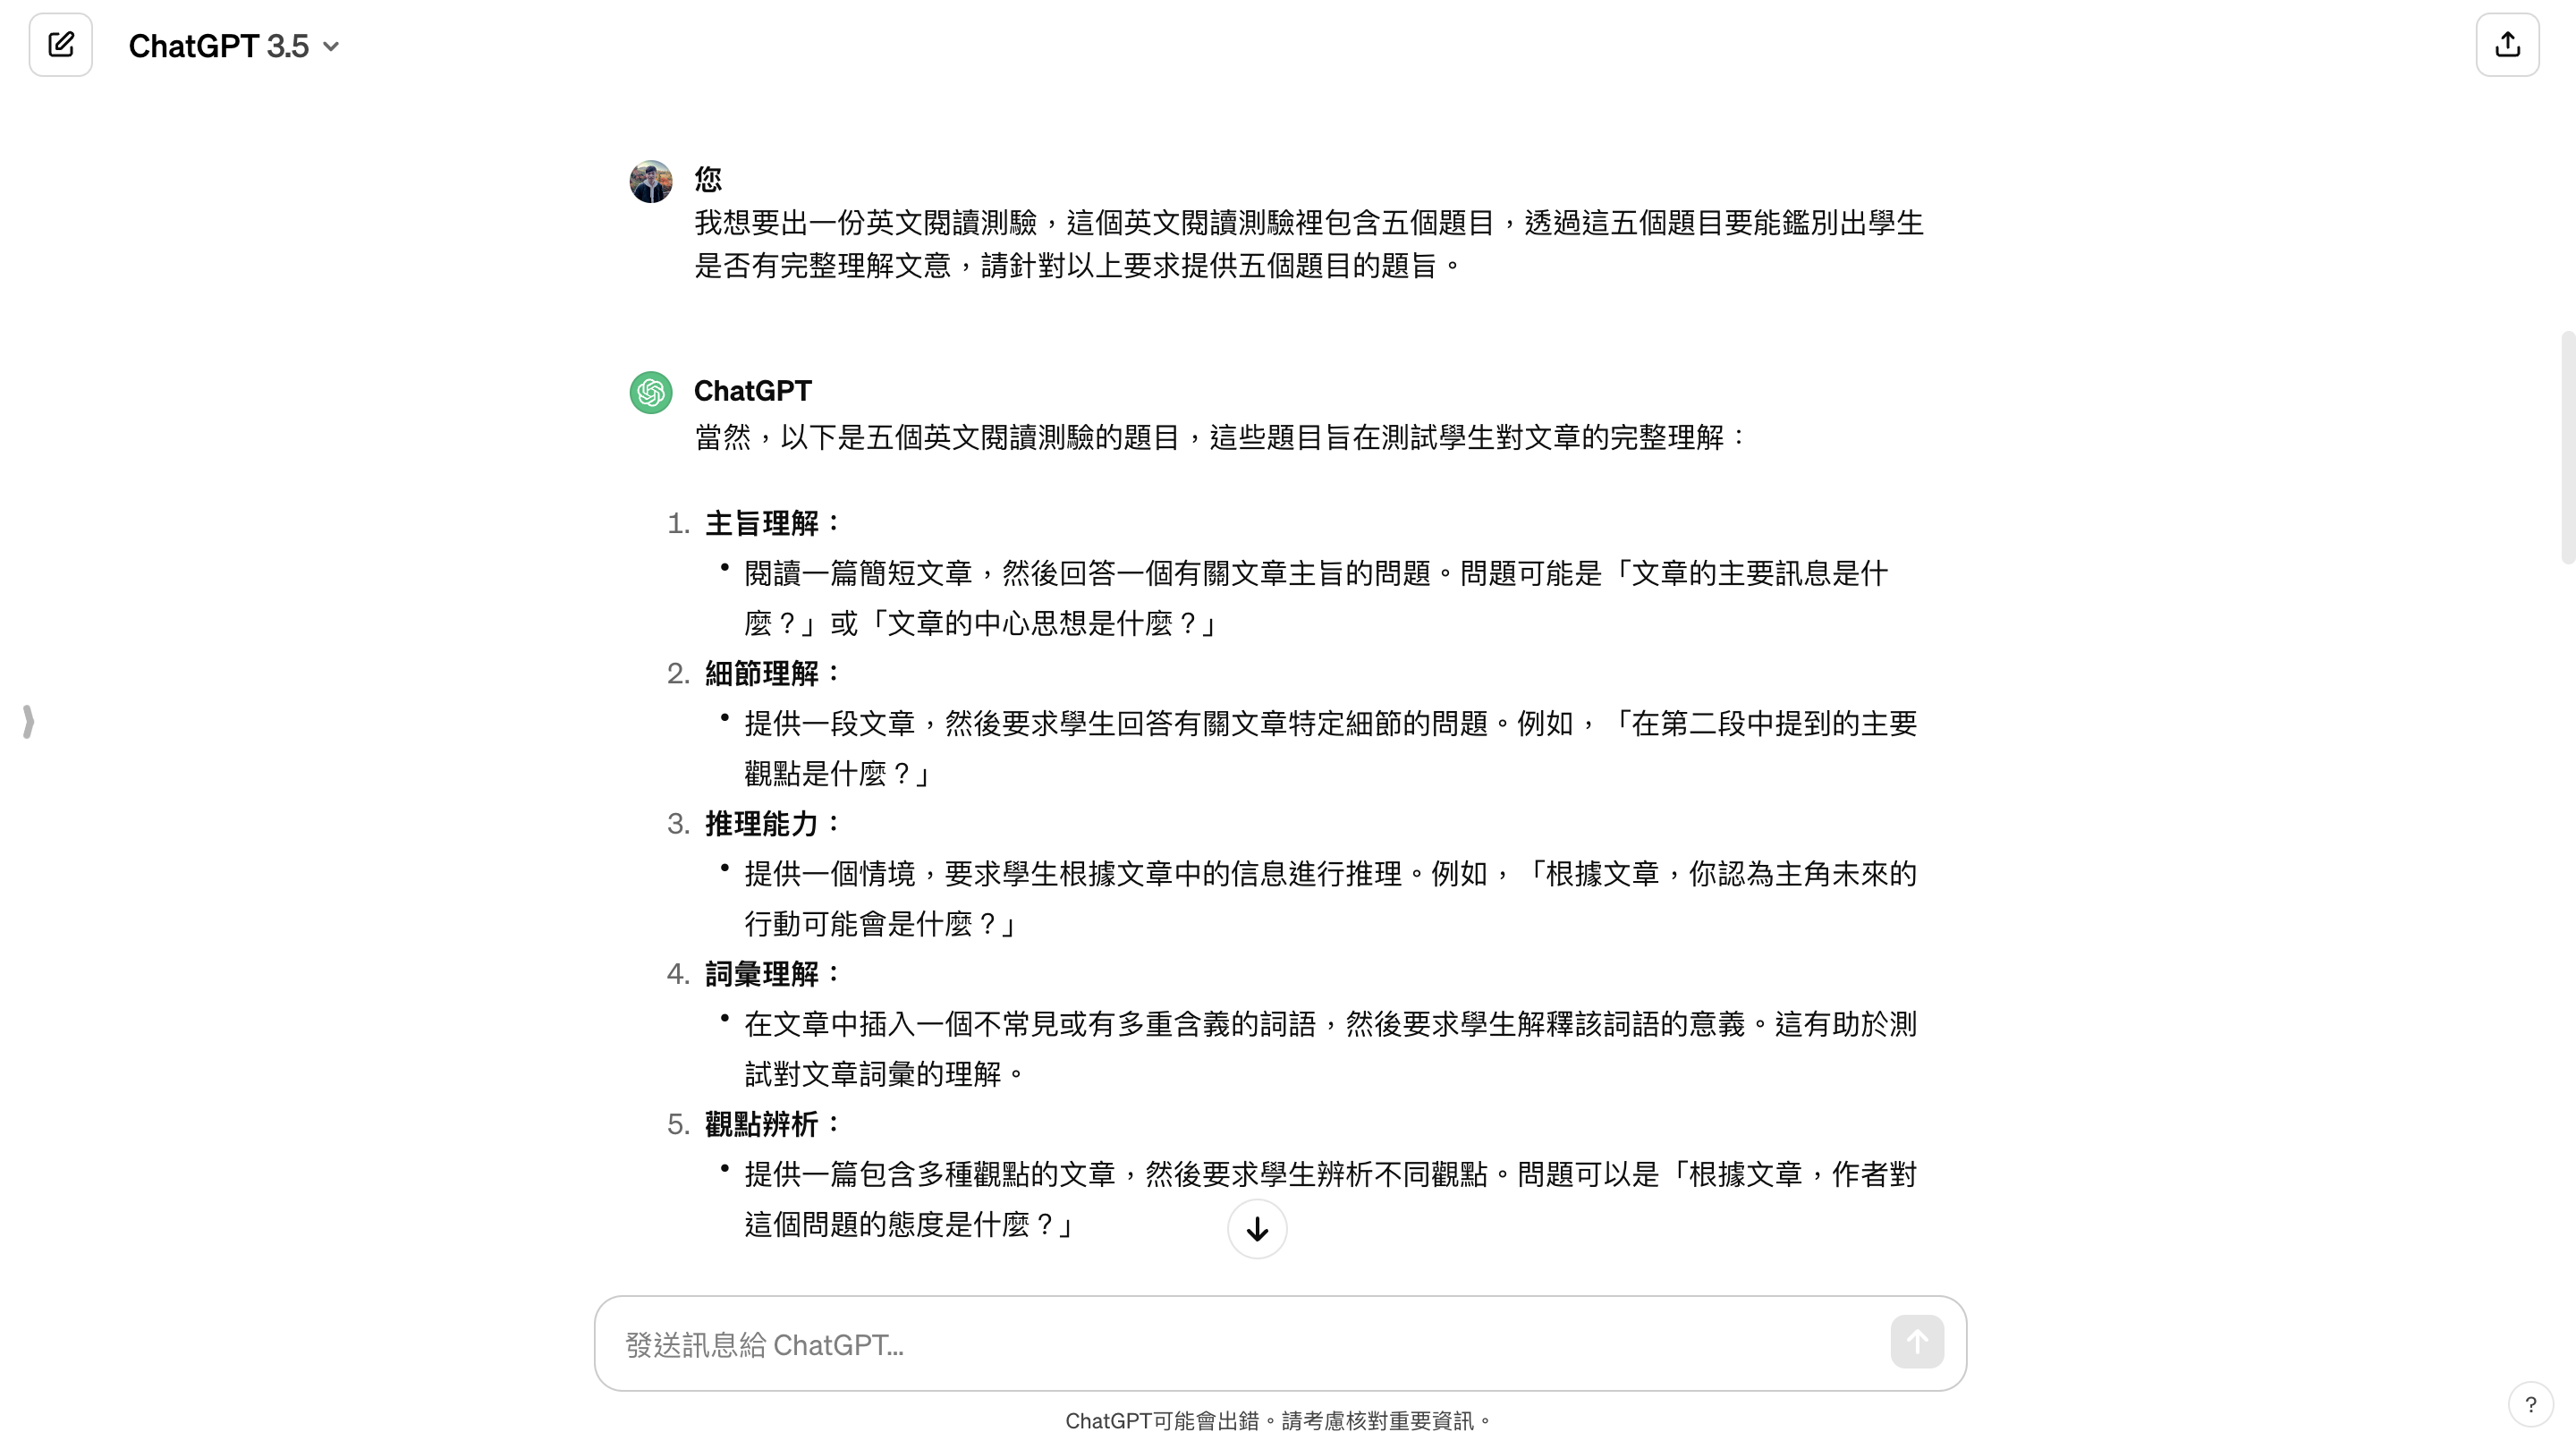 ChatGPT 3.5
您
我想要出一份英文閱讀測驗，這個英文閱讀測驗裡包含五個題目，透過這五個題目要能鑑別出學生
是否有完整理解文意，請針對以上要求提供五個題目的題旨。
ChatGPT
當然，以下是五個英文閱讀測驗的題目，這些題目旨在測試學生對文章的完整理解：
1. 主旨理解：
• 閱讀一篇簡短文章，然後回答一個有關文章主旨的問題。問題可能是「文章的主要訊息是什
麼？」或「文章的中心思想是什麼？」
2. 細節理解：
• 提供一段文章，然後要求學生回答有關文章特定細節的問題。例如，「在第二段中提到的主要
觀點是什麼？」
3. 推理能力：
• 提供一個情境，要求學生根據文章中的信息進行推理。例如，「根據文章，你認為主角未來的
行動可能會是什麼？」
4. 詞彙理解：
• 在文章中插入一個不常見或有多重含義的詞語，然後要求學生解釋該詞語的意義。這有助於測
試對文章詞彙的理解。
5. 觀點辨析：
• 提供一篇包含多種觀點的文章，然後要求學生辨析不同觀點。問題可以是「根據文章，作者對
這個問題的態度是什麼？」
發送訊息給 ChatGPT...
ChatGPT可能會出錯。請考慮核對重要資訊。
?